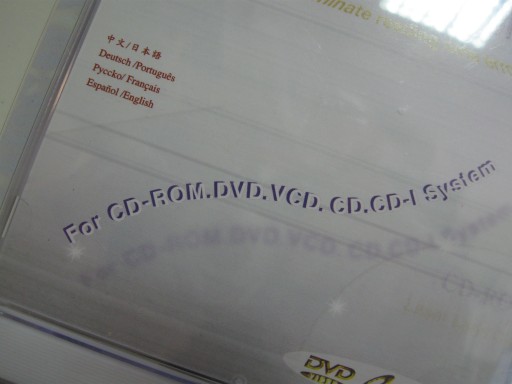 中文/日本語
Deutsch /Português
Pyccko/ Français
Español /English
For CD-ROM.DVD.VCD. CD.CD-I System
DVD